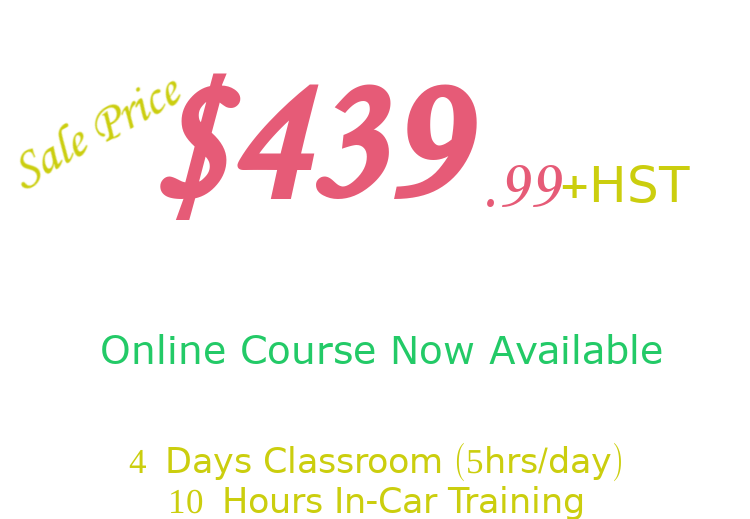 Sale Price
$439.99+HST
Online Course Now Available
4 Days Classroom (5hrs/day)
10 Hours In-Car Training